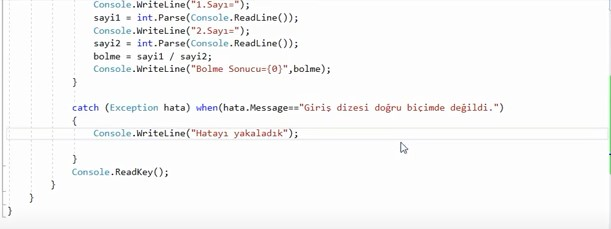 Console.WriteLine("1.Sayı=");
sayi1 = int.Parse(Console.ReadLine());
Console.WriteLine("2.Sayı=");
sayi2 = int.Parse(Console.ReadLine());
bolme = sayi1 / sayi2;
Console.WriteLine("Bolme Sonucu={0}",bolme);
}
catch (Exception hata) when(hata.Message=="Giriş dizesi doğru biçimde değildi.")
{
Console.WriteLine("Hatayı yakaladık");
}
Console.ReadKey();
}
}
}